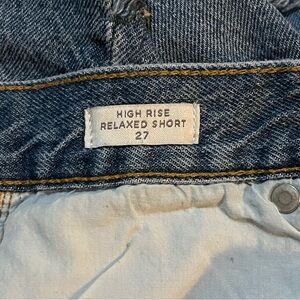 HIGH RISE
RELAXED SHORT
27